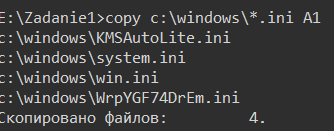 E:\Zadanie1>copy c:\windows\*.ini A1
c:\windows\KMSAutoLite.ini
c:\windows\system.ini
c:\windows\win.ini
c:\windows\WrpYGF74DrEm.ini
Скопировано файлов:         4.